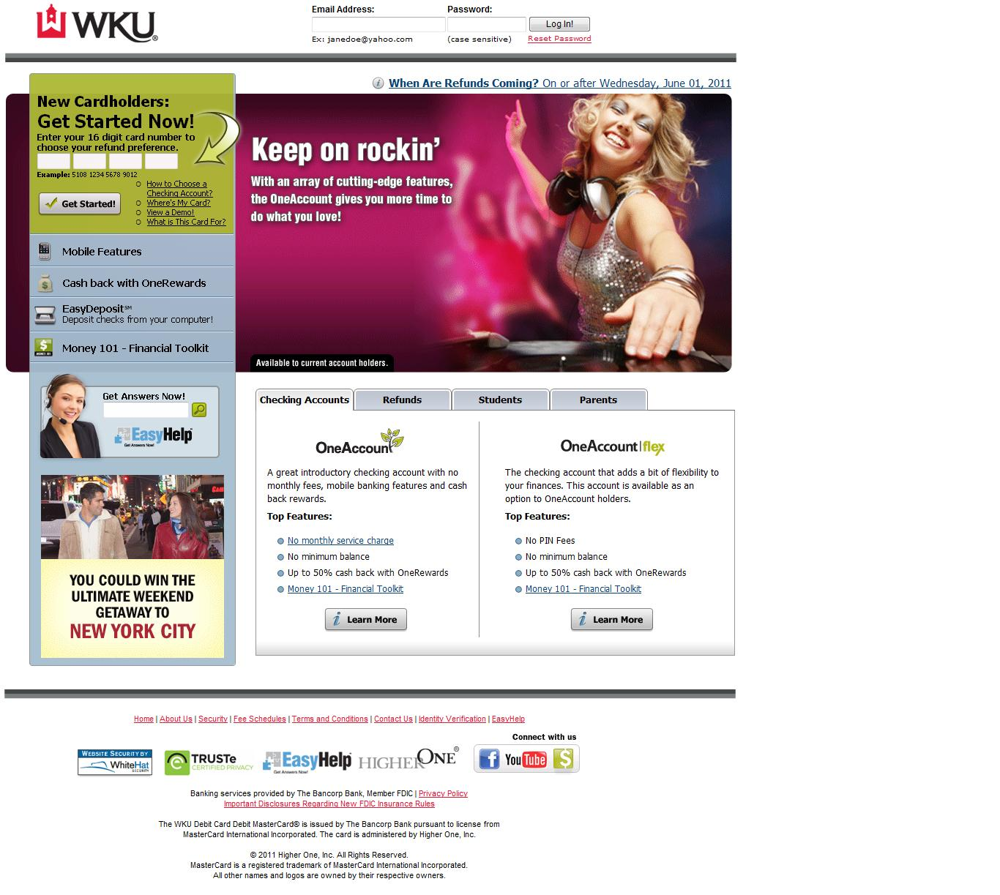 WKU®
Email Address:
Password:
Log In!
Ex: janedoe@yahoo.com
(case sensitive)
Reset Password
When Are Refunds Coming? On or after Wednesday, June 01, 2011
New Cardholders:
Get Started Now!
Enter your 16 digit card number to
choose your refund preference.
Example: 5108 1234 5678 9012
Get Started!
How to Choose a
Checking Account?
Where's My Card?
View a Demo!
What is This Card For?
Mobile Features
Cash back with OneRewards
EasyDeposit℠
Deposit checks from your computer!
MONEY 101
Money 101 - Financial Toolkit
Keep on rockin’
With an array of cutting-edge features,
the OneAccount gives you more time to
do what you love!
Available to current account holders.
Get Answers Now!
EasyHelp™
Get Answers Now!
YOU COULD WIN THE
ULTIMATE WEEKEND
GETAWAY TO
NEW YORK CITY
Checking Accounts
Refunds
Students
Parents
OneAccount
A great introductory checking account with no
monthly fees, mobile banking features and cash
back rewards.
Top Features:
No monthly service charge
No minimum balance
Up to 50% cash back with OneRewards
Money 101 - Financial Toolkit
Learn More
OneAccount|flex
The checking account that adds a bit of flexibility to
your finances. This account is available as an
option to OneAccount holders.
Top Features:
No PIN Fees
No minimum balance
Up to 50% cash back with OneRewards
Money 101 - Financial Toolkit
Learn More
Home | About Us | Security | Fee Schedules | Terms and Conditions | Contact Us | Identity Verification | EasyHelp
Connect with us
WEBSITE SECURITY BY
WhiteHat
SECURITY
TRUSTe
CERTIFIED PRIVACY
EasyHelp™
Get Answers Now!
HIGHER ONE®
YouTube
Banking services provided by The Bancorp Bank, Member FDIC | Privacy Policy
Important Disclosures Regarding New FDIC Insurance Rules
The WKU Debit Card Debit MasterCard® is issued by The Bancorp Bank pursuant to license from
MasterCard International Incorporated. The card is administered by Higher One, Inc.
© 2011 Higher One, Inc. All Rights Reserved.
MasterCard is a registered trademark of MasterCard International Incorporated.
All other names and logos are owned by their respective owners.